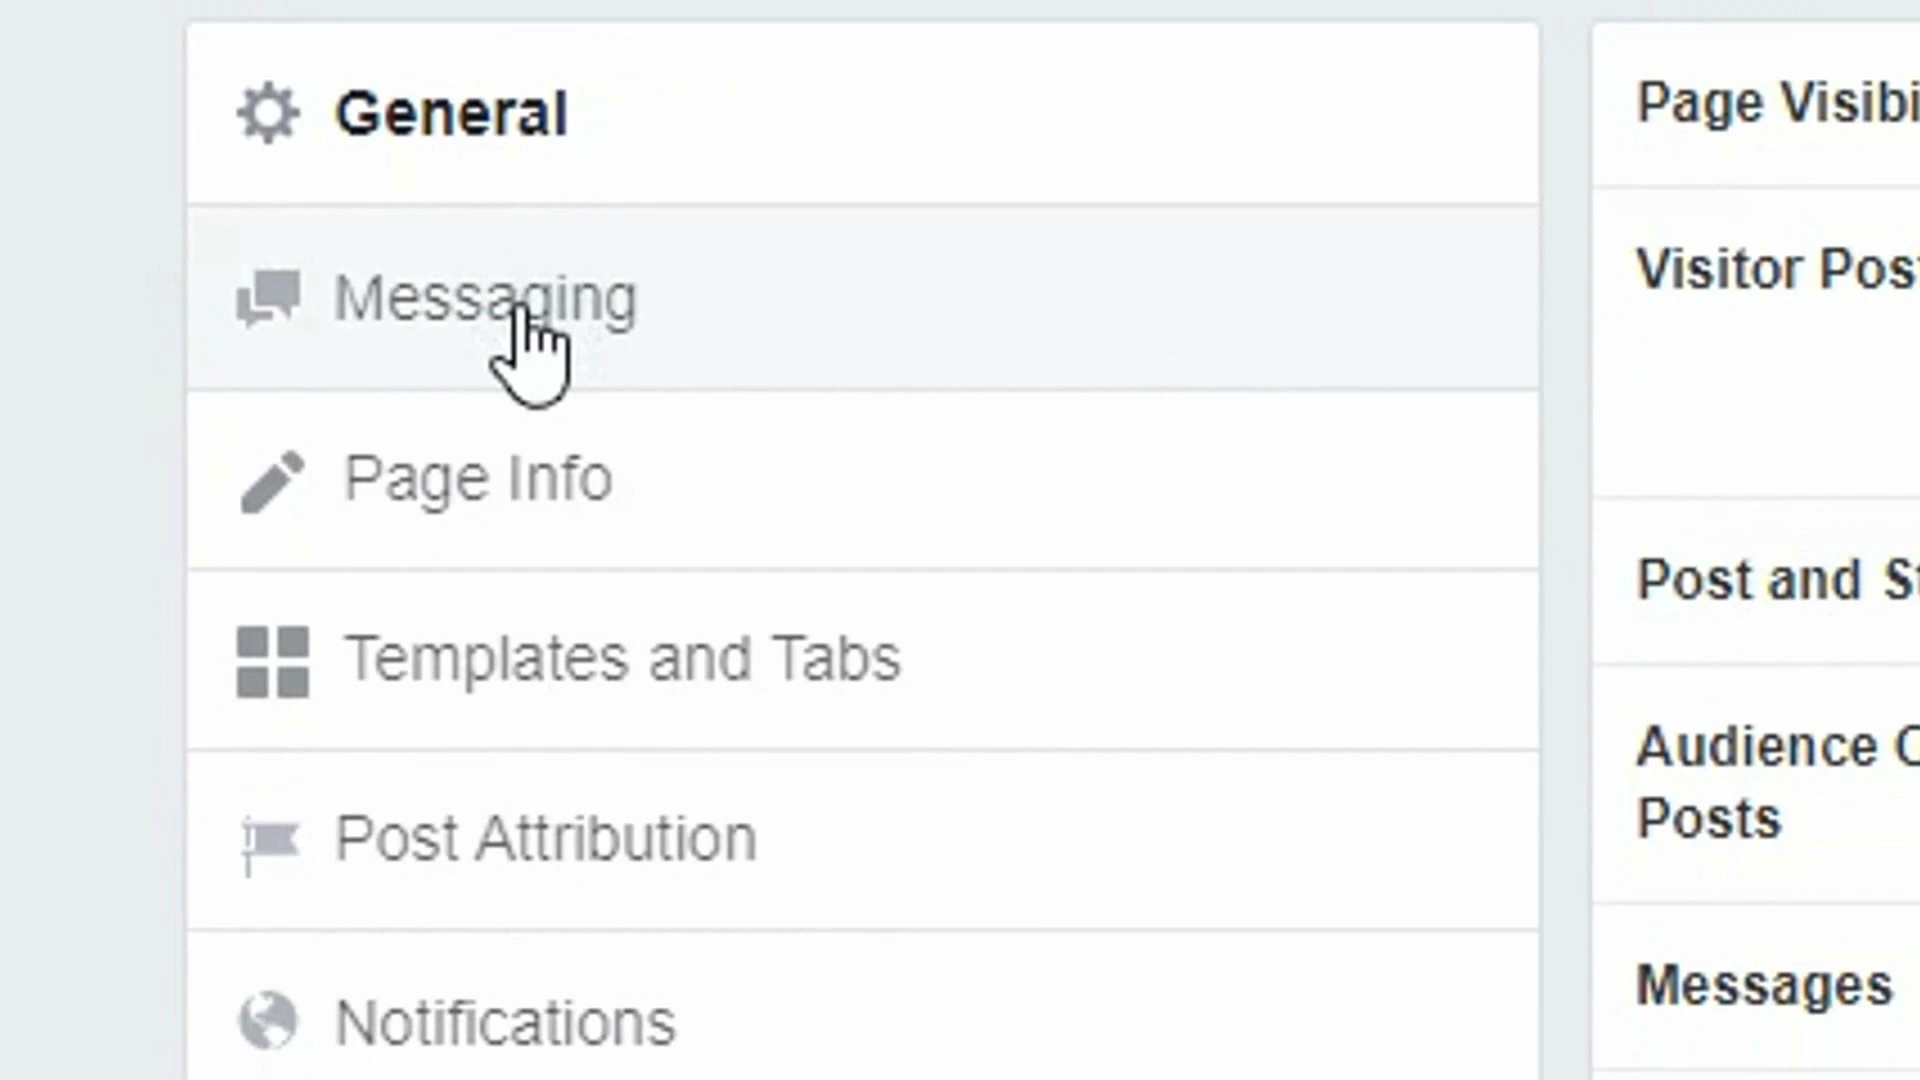 General
Messaging
Page Info
Templates and Tabs
Post Attribution
Notifications
Page Visibi
Visitor Pos
Post and St
Audience O
Posts
Messages